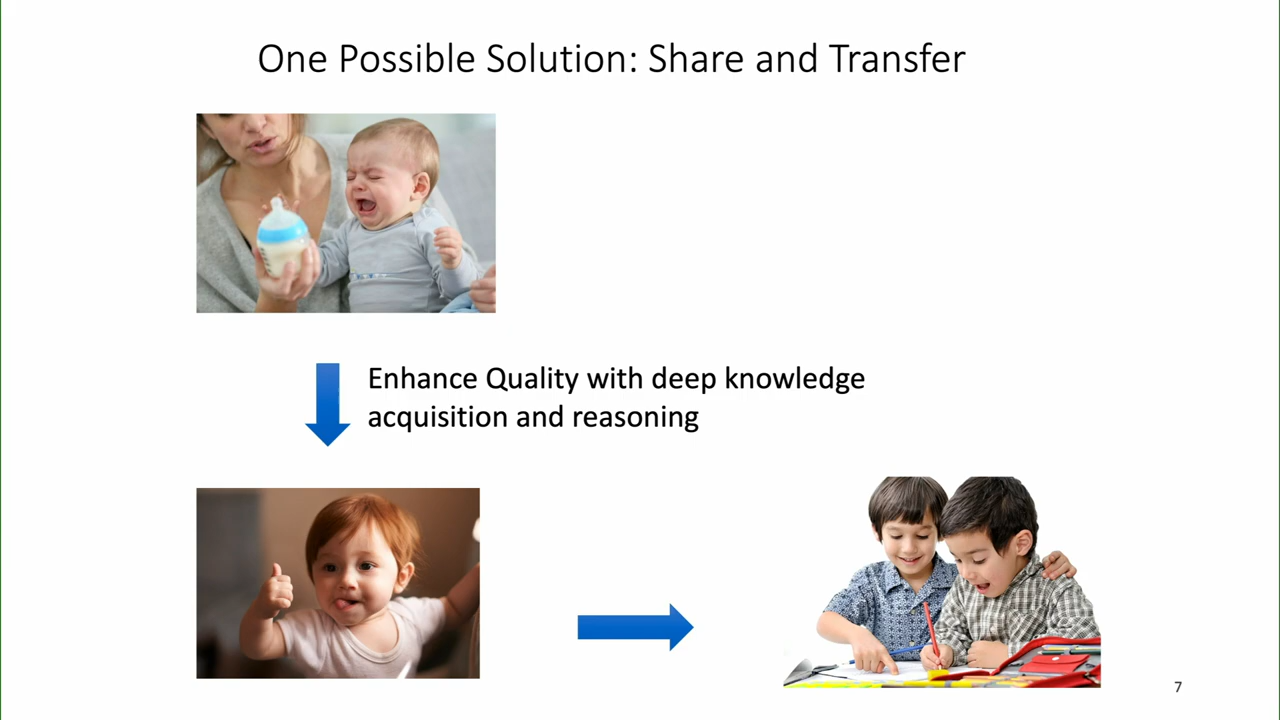 One Possible Solution: Share and Transfer
Enhance Quality with deep knowledge
acquisition and reasoning
7